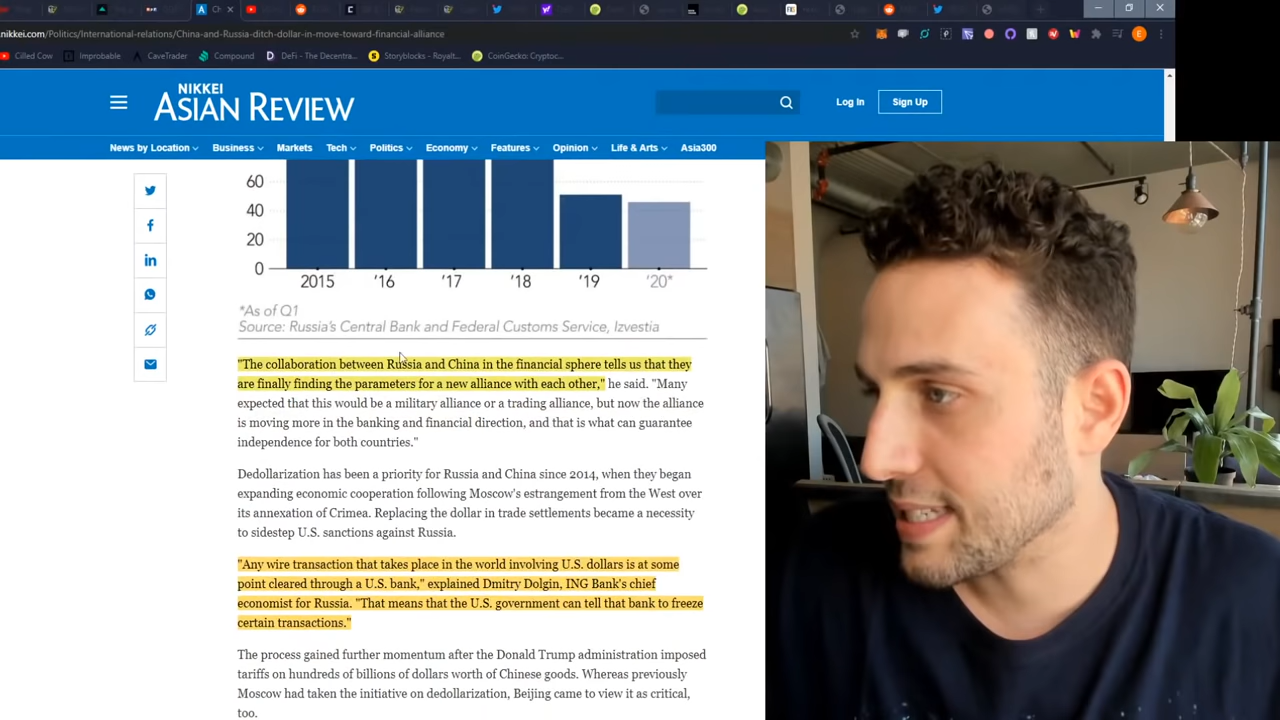 nikkei.com/Politics/International-relations/China-and-Russia-ditch-dollar-in-move-toward-financial-alliance
Cilled Cow Improbable CaveTrader Compound DeFi - The Decentra... Storyblocks - Royalt... CoinGecko: Cryptoc...
NIKKEI
ASIAN REVIEW
Log In Sign Up
News by Location Business Markets Tech Politics Economy Features Opinion Life & Arts Asia300
60
40
20
0
2015 '16 '17 '18 '19 '20*
*As of Q1
Source: Russia's Central Bank and Federal Customs Service, Izvestia
"The collaboration between Russia and China in the financial sphere tells us that they
are finally finding the parameters for a new alliance with each other," he said. "Many
expected that this would be a military alliance or a trading alliance, but now the alliance
is moving more in the banking and financial direction, and that is what can guarantee
independence for both countries."
Dedollarization has been a priority for Russia and China since 2014, when they began
expanding economic cooperation following Moscow's estrangement from the West over
its annexation of Crimea. Replacing the dollar in trade settlements became a necessity
to sidestep U.S. sanctions against Russia.
"Any wire transaction that takes place in the world involving U.S. dollars is at some
point cleared through a U.S. bank," explained Dmitry Dolgin, ING Bank's chief
economist for Russia. "That means that the U.S. government can tell that bank to freeze
certain transactions."
The process gained further momentum after the Donald Trump administration imposed
tariffs on hundreds of billions of dollars worth of Chinese goods. Whereas previously
Moscow had taken the initiative on dedollarization, Beijing came to view it as critical,
too.